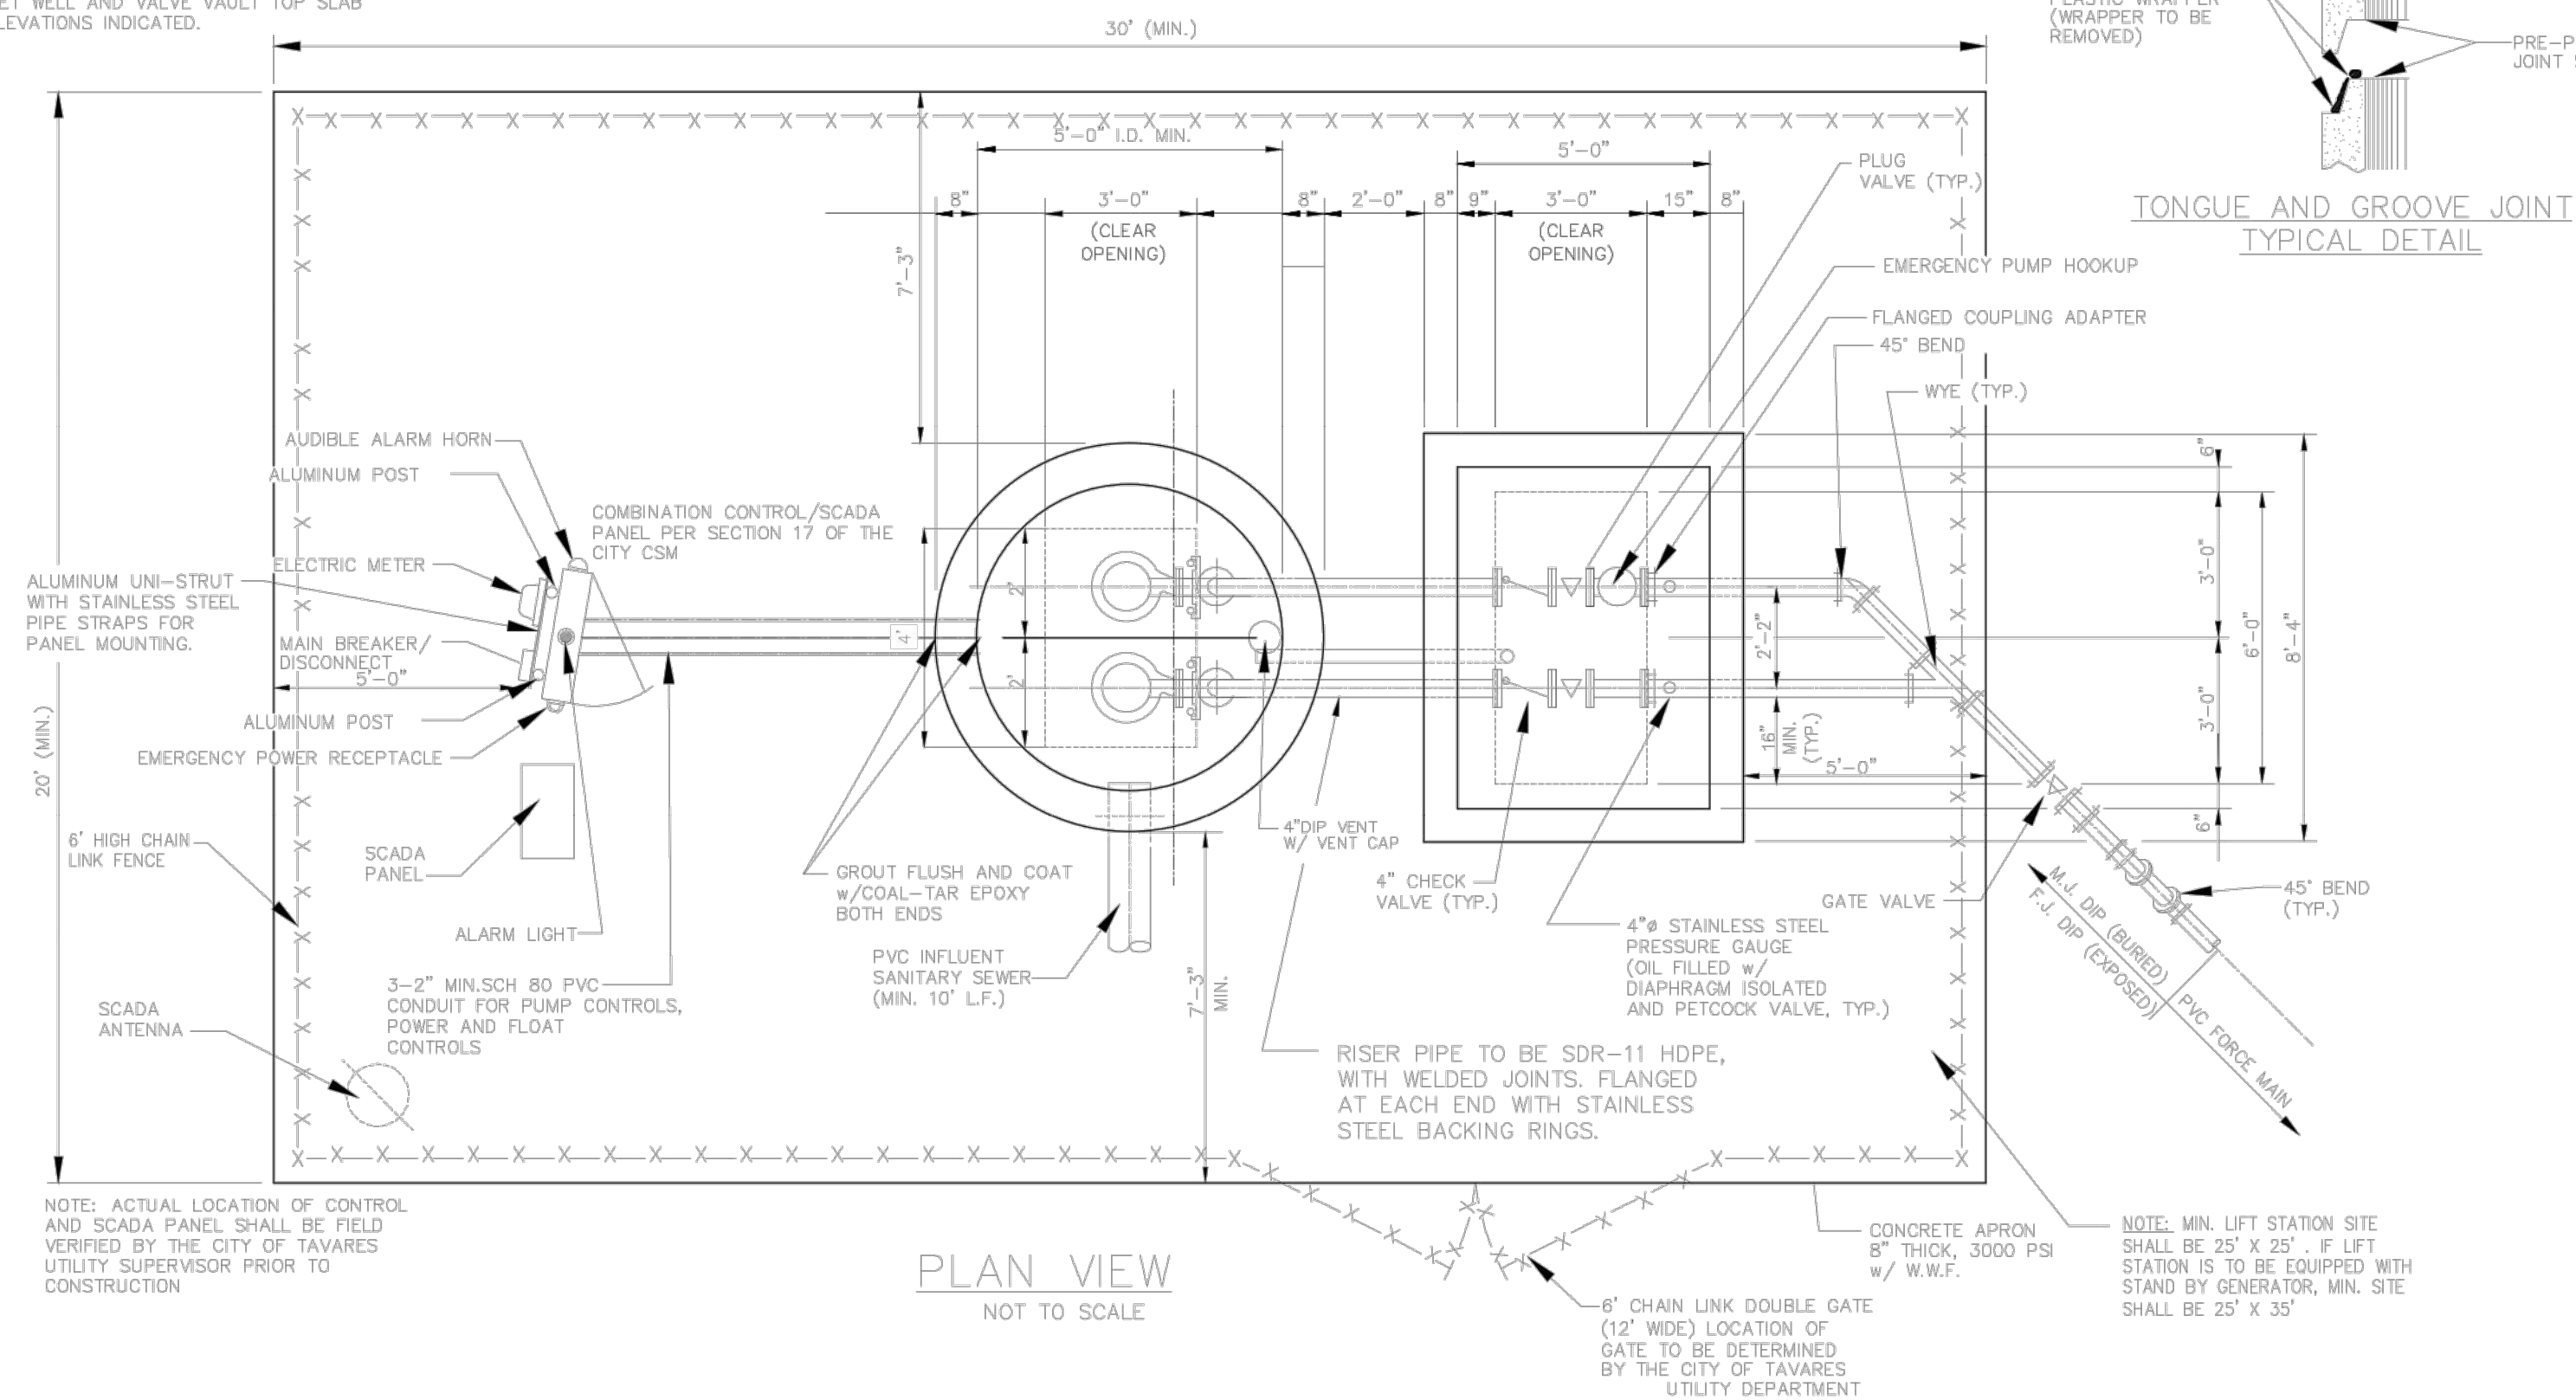 ET WELL AND VALVE VAULT TOP SLAB
LEVATIONS INDICATED.
30' (MIN.)
(WRAPPER TO BE
REMOVED)
PRE-P
JOINT
TONGUE AND GROOVE JOINT
TYPICAL DETAIL
5'-0" I.D. MIN.
5'-0"
PLUG
VALVE (TYP.)
8"
3'-0"
8"
2'-0"
8"
9"
3'-0"
15"
8"
(CLEAR
OPENING)
(CLEAR
OPENING)
7'-3"
EMERGENCY PUMP HOOKUP
FLANGED COUPLING ADAPTER
45° BEND
WYE (TYP.)
AUDIBLE ALARM HORN
ALUMINUM POST
COMBINATION CONTROL/SCADA
PANEL PER SECTION 17 OF THE
CITY CSM
ELECTRIC METER
ALUMINUM UNI-STRUT
WITH STAINLESS STEEL
PIPE STRAPS FOR
PANEL MOUNTING.
MAIN BREAKER/
DISCONNECT
5'-0"
ALUMINUM POST
EMERGENCY POWER RECEPTACLE
20' (MIN.)
4'
2'
2'
2'-2"
16"
MIN.
(TYP.)
5'-0"
6"
3'-0"
6'-0"
8'-4"
3'-0"
6"
6' HIGH CHAIN
LINK FENCE
SCADA
PANEL
ALARM LIGHT
GROUT FLUSH AND COAT
w/COAL-TAR EPOXY
BOTH ENDS
4"DIP VENT
W/ VENT CAP
4" CHECK
VALVE (TYP.)
GATE VALVE
45° BEND
(TYP.)
M.J. DIP (BURIED)
F.J. DIP (EXPOSED)
PVC FORCE MAIN
4"ø STAINLESS STEEL
PRESSURE GAUGE
(OIL FILLED w/
DIAPHRAGM ISOLATED
AND PETCOCK VALVE, TYP.)
PVC INFLUENT
SANITARY SEWER
(MIN. 10' L.F.)
7'-3"
MIN.
3-2" MIN.SCH 80 PVC
CONDUIT FOR PUMP CONTROLS,
POWER AND FLOAT
CONTROLS
SCADA
ANTENNA
RISER PIPE TO BE SDR-11 HDPE,
WITH WELDED JOINTS. FLANGED
AT EACH END WITH STAINLESS
STEEL BACKING RINGS.
NOTE: ACTUAL LOCATION OF CONTROL
AND SCADA PANEL SHALL BE FIELD
VERIFIED BY THE CITY OF TAVARES
UTILITY SUPERVISOR PRIOR TO
CONSTRUCTION
PLAN VIEW
NOT TO SCALE
6' CHAIN LINK DOUBLE GATE
(12' WIDE) LOCATION OF
GATE TO BE DETERMINED
BY THE CITY OF TAVARES
UTILITY DEPARTMENT
CONCRETE APRON
8" THICK, 3000 PSI
w/ W.W.F.
NOTE: MIN. LIFT STATION SITE
SHALL BE 25' X 25' . IF LIFT
STATION IS TO BE EQUIPPED WITH
STAND BY GENERATOR, MIN. SITE
SHALL BE 25' X 35'